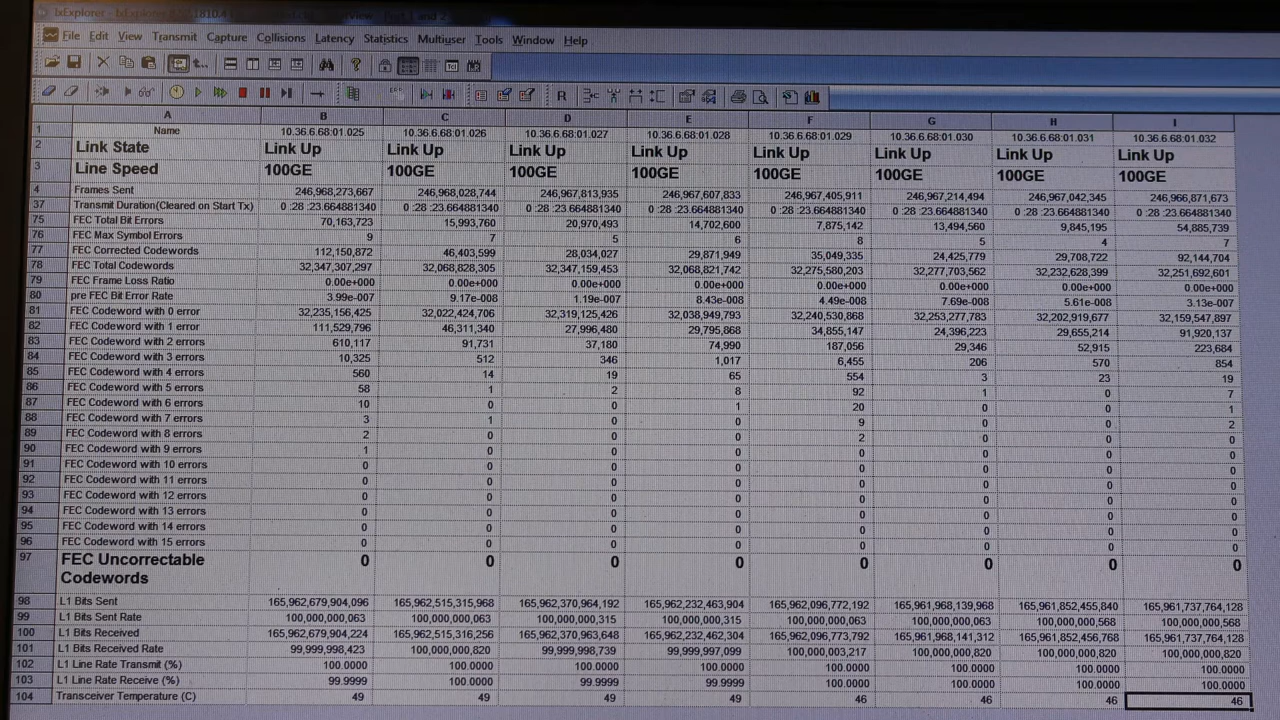 IxExplorer
File Edit View Transmit Capture Collisions Latency Statistics Multiuser Tools Window Help
R
A B C D E F G H I
1 Name 10.36.6.68:01.025 10.36.6.68:01.026 10.36.6.68:01.027 10.36.6.68:01.028 10.36.6.68:01.029 10.36.6.68:01.030 10.36.6.68:01.031 10.36.6.68:01.032
2 Link State Link Up Link Up Link Up Link Up Link Up Link Up Link Up Link Up
3 Line Speed 100GE 100GE 100GE 100GE 100GE 100GE 100GE 100GE
4 Frames Sent 246,968,273,667 246,968,028,744 246,967,813,935 246,967,607,833 246,967,405,911 246,967,214,494 246,967,042,345 246,966,871,673
37 Transmit Duration(Cleared on Start Tx) 0 :28 :23.664881340 0 :28 :23.664881340 0 :28 :23.664881340 0 :28 :23.664881340 0 :28 :23.664881340 0 :28 :23.664881340 0 :28 :23.664881340 0 :28 :23.664881340
75 FEC Total Bit Errors 70,163,723 15,993,760 20,970,493 14,702,600 7,875,142 13,494,560 9,845,195 54,885,739
76 FEC Max Symbol Errors 9 7 5 6 8 5 4 7
77 FEC Corrected Codewords 112,150,872 46,403,599 28,034,027 29,871,949 35,049,335 24,425,779 29,708,722 92,144,704
78 FEC Total Codewords 32,347,307,297 32,068,828,305 32,347,159,453 32,068,821,742 32,275,580,203 32,277,703,562 32,232,628,399 32,251,692,601
79 FEC Frame Loss Ratio 0.00e+000 0.00e+000 0.00e+000 0.00e+000 0.00e+000 0.00e+000 0.00e+000 0.00e+000
80 pre FEC Bit Error Rate 3.99e-007 9.17e-008 1.19e-007 8.43e-008 4.49e-008 7.69e-008 5.61e-008 3.13e-007
81 FEC Codeword with 0 error 32,235,156,425 32,022,424,706 32,319,125,426 32,038,949,793 32,240,530,868 32,253,277,783 32,202,919,677 32,159,547,897
82 FEC Codeword with 1 error 111,529,796 46,311,340 27,996,480 29,795,868 34,855,147 24,396,223 29,655,214 91,920,137
83 FEC Codeword with 2 errors 610,117 91,731 37,180 74,990 187,056 29,346 52,915 223,684
84 FEC Codeword with 3 errors 10,325 512 346 1,017 6,455 206 570 854
85 FEC Codeword with 4 errors 560 14 19 65 554 3 23 19
86 FEC Codeword with 5 errors 58 1 2 8 92 1 0 7
87 FEC Codeword with 6 errors 10 0 0 1 20 0 0 1
88 FEC Codeword with 7 errors 3 1 0 0 9 0 0 2
89 FEC Codeword with 8 errors 2 0 0 0 2 0 0 0
90 FEC Codeword with 9 errors 1 0 0 0 0 0 0 0
91 FEC Codeword with 10 errors 0 0 0 0 0 0 0 0
92 FEC Codeword with 11 errors 0 0 0 0 0 0 0 0
93 FEC Codeword with 12 errors 0 0 0 0 0 0 0 0
94 FEC Codeword with 13 errors 0 0 0 0 0 0 0 0
95 FEC Codeword with 14 errors 0 0 0 0 0 0 0 0
96 FEC Codeword with 15 errors 0 0 0 0 0 0 0 0
97 FEC Uncorrectable 0 0 0 0 0 0 0 0
Codewords
98 L1 Bits Sent 165,962,679,904,096 165,962,515,315,968 165,962,370,964,192 165,962,232,463,904 165,962,096,772,192 165,961,968,139,968 165,961,852,455,840 165,961,737,764,128
99 L1 Bits Sent Rate 100,000,000,063 100,000,000,063 100,000,000,315 100,000,000,315 100,000,000,063 100,000,000,063 100,000,000,568 100,000,000,568
100 L1 Bits Received 165,962,679,904,224 165,962,515,316,256 165,962,370,963,648 165,962,232,462,304 165,962,096,773,792 165,961,968,141,312 165,961,852,456,768 165,961,737,764,128
101 L1 Bits Received Rate 99,999,998,423 100,000,000,820 99,999,998,739 99,999,997,099 100,000,003,217 100,000,000,820 100,000,000,820 100,000,000,820
102 L1 Line Rate Transmit (%) 100.0000 100.0000 100.0000 100.0000 100.0000 100.0000 100.0000 100.0000
103 L1 Line Rate Receive (%) 99.9999 100.0000 99.9999 99.9999 100.0000 100.0000 100.0000 100.0000
104 Transceiver Temperature (C) 49 49 49 49 46 46 46 46